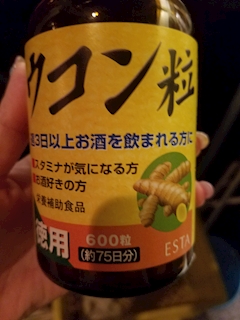 ウコン粒
週3日以上お酒を飲まれる方に
スタミナが気になる方
お酒好きの方
栄養補助食品
徳用
600粒
(約75日分)
ESTA